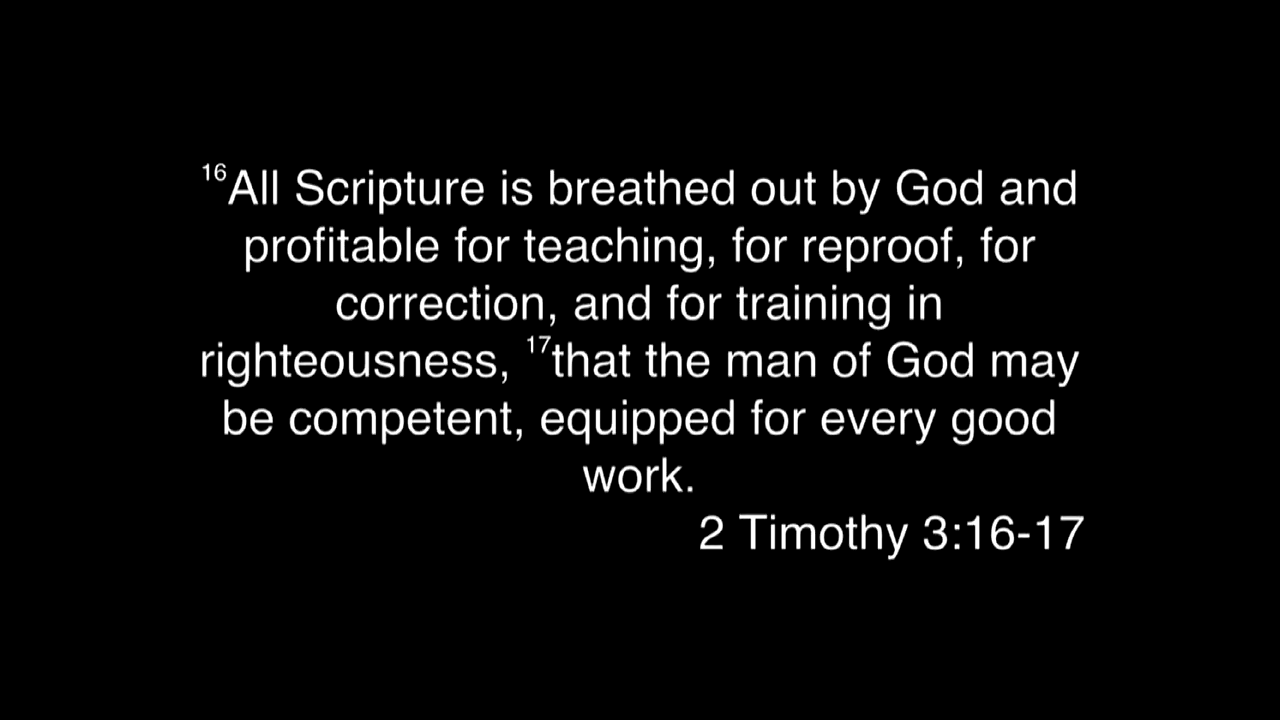 16All Scripture is breathed out by God and
profitable for teaching, for reproof, for
correction, and for training in
righteousness, 17that the man of God may
be competent, equipped for every good
work.
2 Timothy 3:16-17